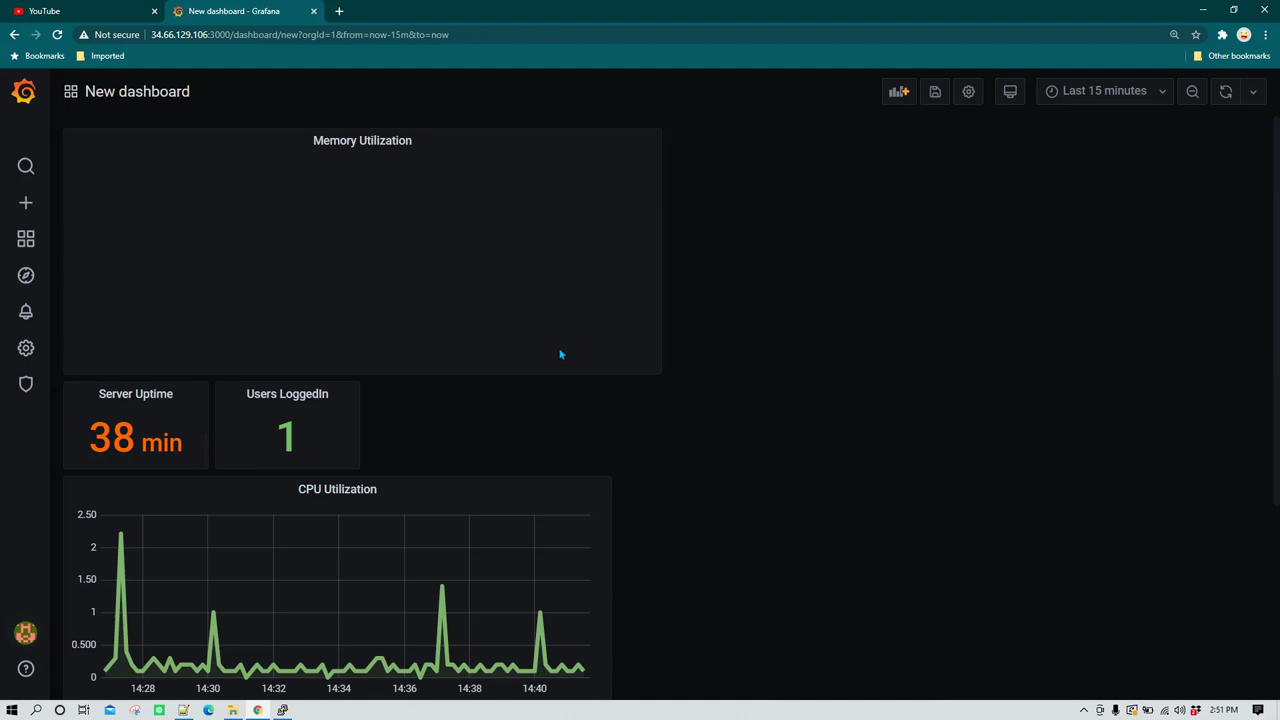 YouTube
New dashboard - Grafana
Not secure
34.66.129.106:3000/dashboard/new?orgId=1&from=now-15m&to=now
Bookmarks
Imported
Other bookmarks
New dashboard
Last 15 minutes
Memory Utilization
Server Uptime
38 min
Users LoggedIn
1
CPU Utilization
2.50
2
1.50
1
0.500
0
14:28
14:30
14:32
14:34
14:36
14:38
14:40
2:51 PM